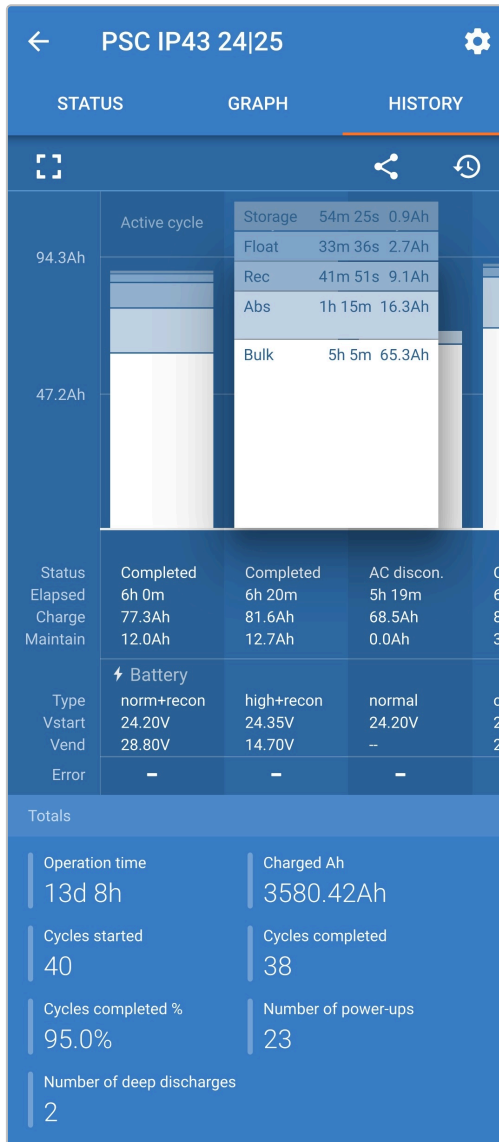 PSC IP43 24|25
STATUS GRAPH HISTORY
Active cycle
Storage 54m 25s 0.9Ah
Float 33m 36s 2.7Ah
94.3Ah
Rec 41m 51s 9.1Ah
Abs 1h 15m 16.3Ah
Bulk 5h 5m 65.3Ah
47.2Ah
Status Completed Completed AC discon.
Elapsed 6h 0m 6h 20m 5h 19m 6
Charge 77.3Ah 81.6Ah 68.5Ah 8
Maintain 12.0Ah 12.7Ah 0.0Ah 3
Battery
Type norm+recon high+recon normal
Vstart 24.20V 24.35V 24.20V 2
Vend 28.80V 14.70V -- 2
Error – – –
Totals
Operation time Charged Ah
13d 8h 3580.42Ah
Cycles started Cycles completed
40 38
Cycles completed % Number of power-ups
95.0% 23
Number of deep discharges
2